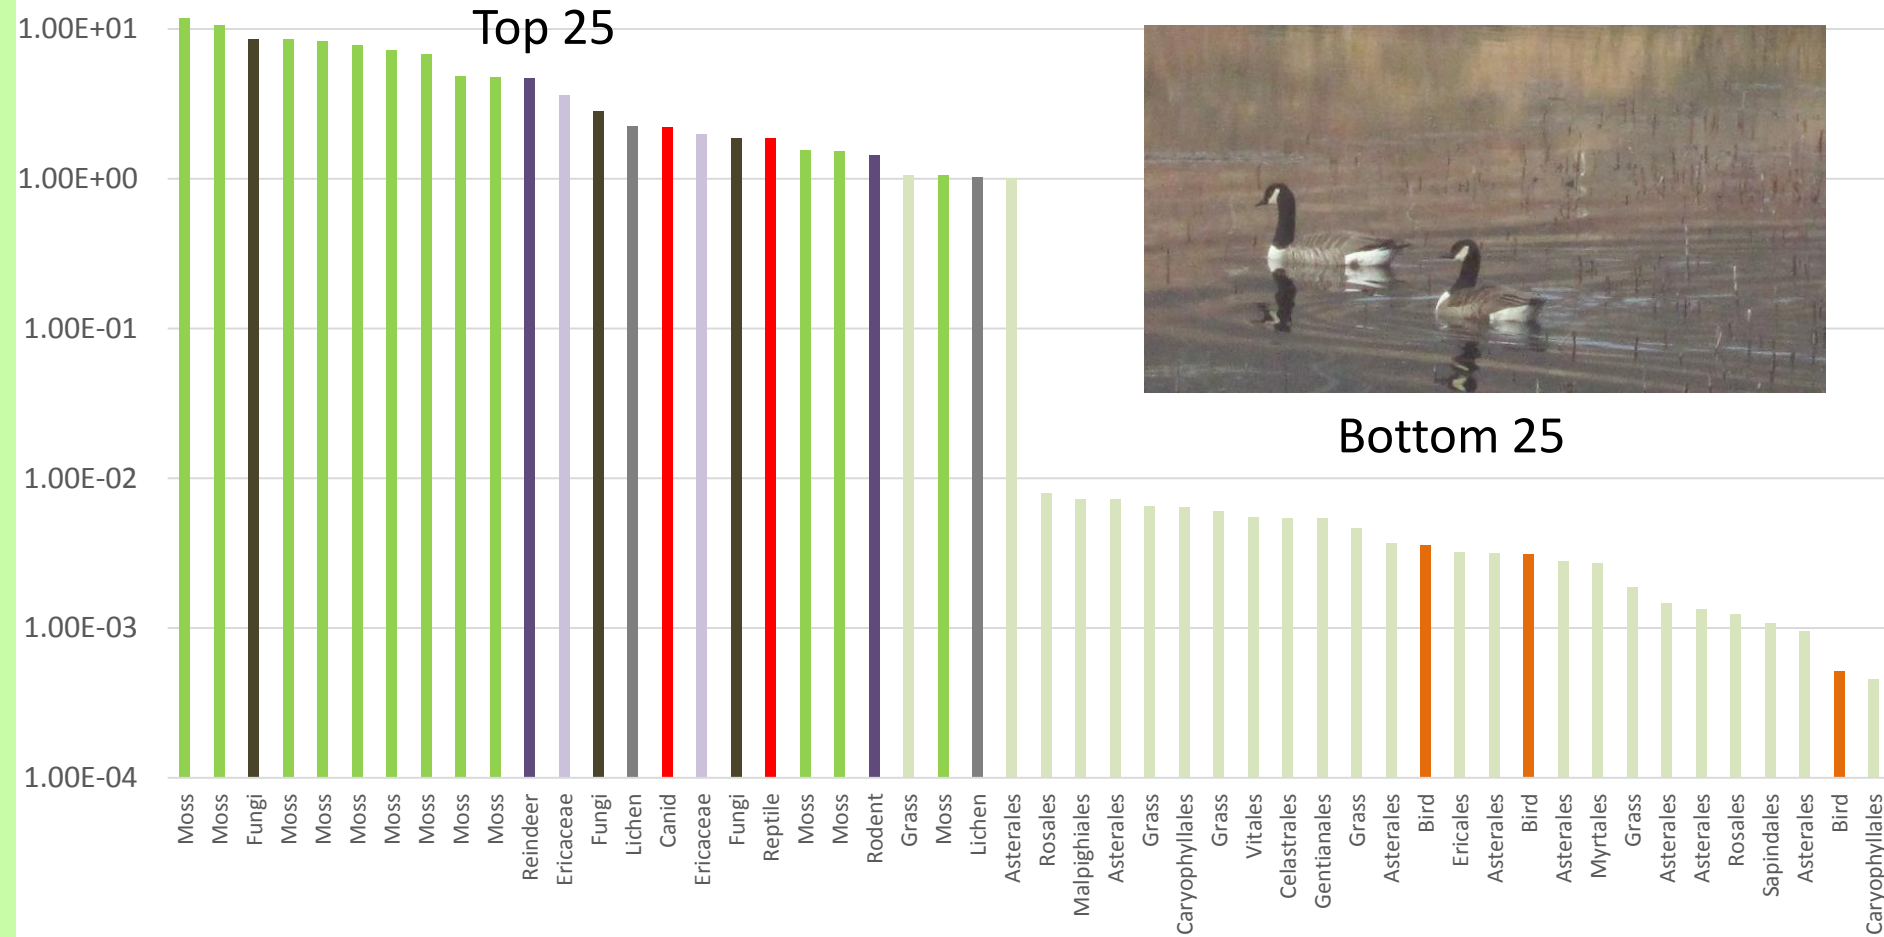 Top 25
Bottom 25
1.00E+01
1.00E+00
1.00E-01
1.00E-02
1.00E-03
1.00E-04
Moss
Moss
Fungi
Moss
Moss
Moss
Moss
Moss
Moss
Moss
Reindeer
Ericaceae
Fungi
Lichen
Canid
Ericaceae
Fungi
Reptile
Moss
Moss
Rodent
Grass
Moss
Lichen
Asterales
Rosales
Malpighiales
Asterales
Grass
Caryophyllales
Grass
Vitales
Celastrales
Gentianales
Grass
Asterales
Bird
Ericales
Asterales
Bird
Asterales
Myrtales
Grass
Asterales
Asterales
Rosales
Sapindales
Asterales
Bird
Caryophyllales